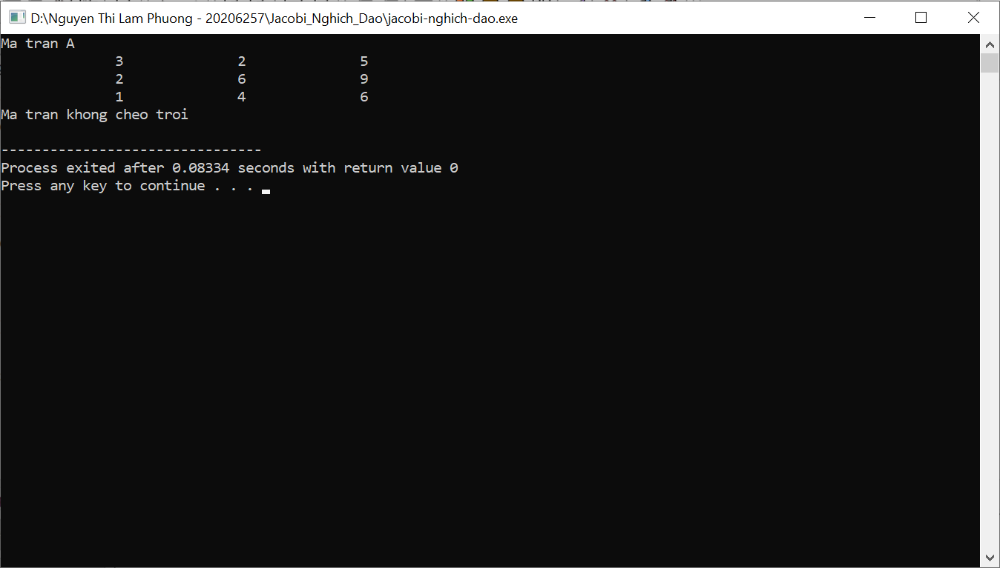 D:\Nguyen Thi Lam Phuong - 20206257\Jacobi_Nghich_Dao\jacobi-nghich-dao.exe
Ma tran A
3 2 5
2 6 9
1 4 6
Ma tran khong cheo troi
--------------------------------
Process exited after 0.08334 seconds with return value 0
Press any key to continue . . .